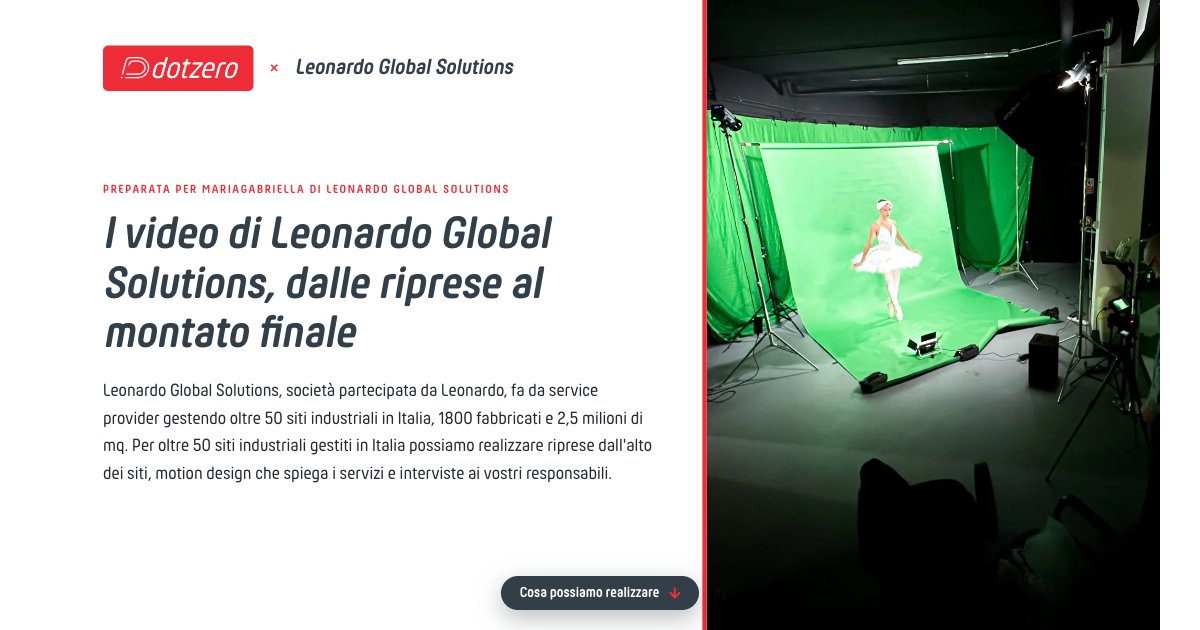 dotzero × Leonardo Global Solutions
PREPARATA PER MARIAGABRIELLA DI LEONARDO GLOBAL SOLUTIONS
I video di Leonardo Global
Solutions, dalle riprese al
montato finale
Leonardo Global Solutions, società partecipata da Leonardo, fa da service
provider gestendo oltre 50 siti industriali in Italia, 1800 fabbricati e 2,5 milioni di
mq. Per oltre 50 siti industriali gestiti in Italia possiamo realizzare riprese dall'alto
dei siti, motion design che spiega i servizi e interviste ai vostri responsabili.
Cosa possiamo realizzare